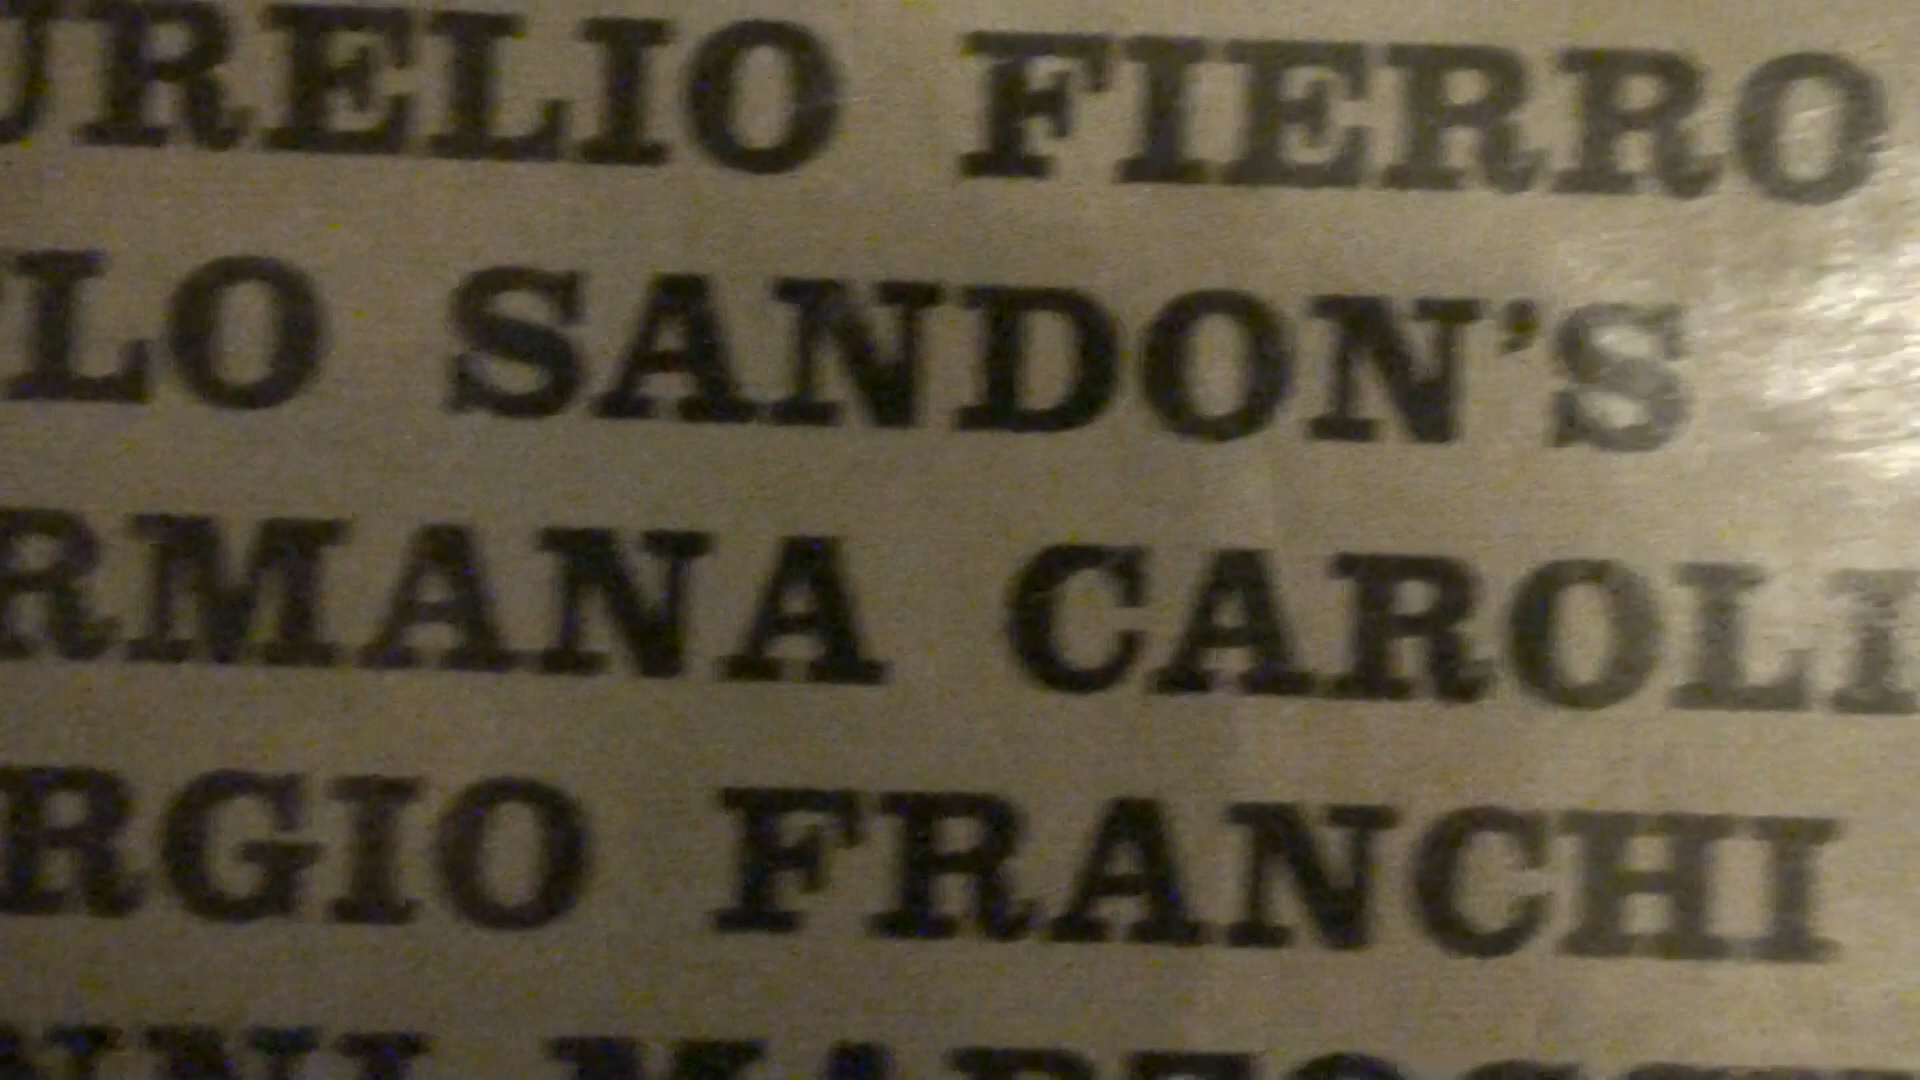 URELIO FIERRO
LO SANDON'S
RMANA CAROLI
RGIO FRANCHI